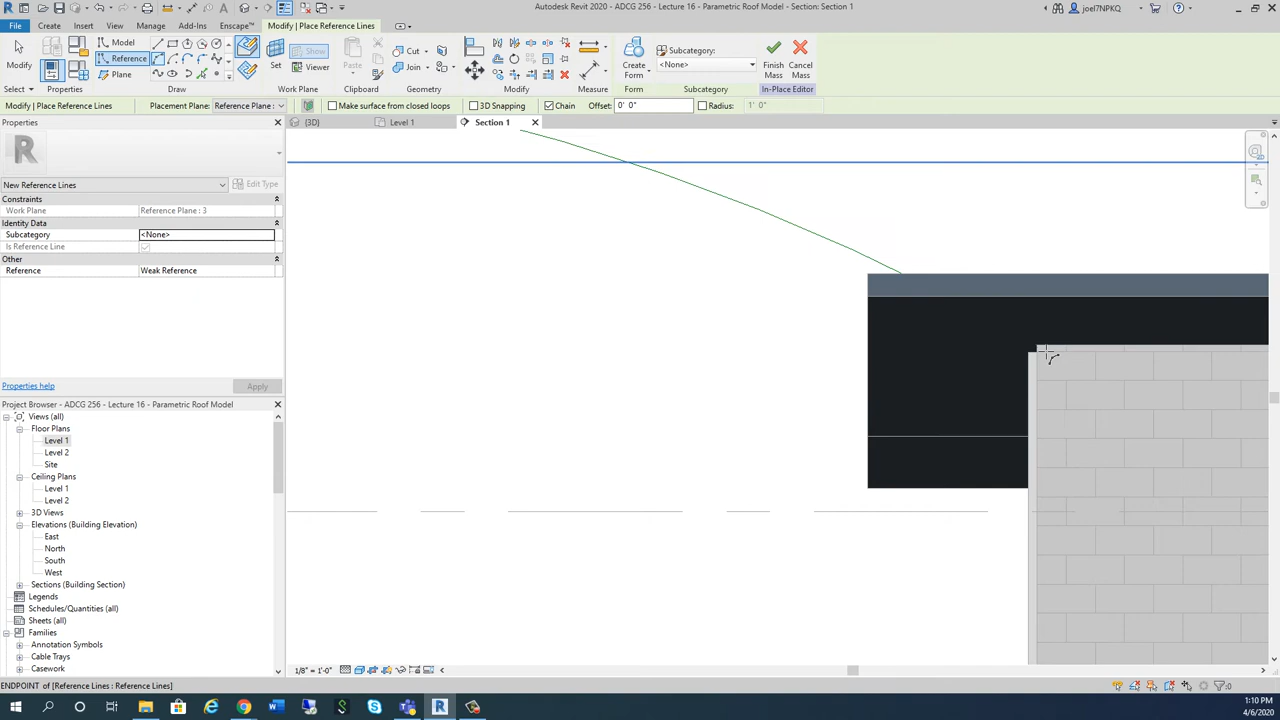 Autodesk Revit 2020 - ADCG 256 - Lecture 16 - Parametric Roof Model - Section: Section 1
joel7NPKQ
File Create Insert View Manage Add-Ins Enscape™ Modify | Place Reference Lines
Modify
Model
Reference
Plane
Set
Show
Viewer
Paste
Cut
Join
Create Form
Subcategory:
<None>
Finish Mass
Cancel Mass
Select Properties Draw Work Plane Clipboard Geometry Modify Measure Forms Subcategory In-Place Editor
Modify | Place Reference Lines Placement Plane: Reference Plane : Make surface from closed loops 3D Snapping Chain Offset: 0' 0" Radius: 1' 0"
Properties
{3D} Level 1 Section 1
New Reference Lines Edit Type
Constraints
Work Plane Reference Plane : 3
Identity Data
Subcategory <None>
Is Reference Line
Other
Reference Weak Reference
Properties help Apply
Project Browser - ADCG 256 - Lecture 16 - Parametric Roof Model
Views (all)
Floor Plans
Level 1
Level 2
Site
Ceiling Plans
Level 1
Level 2
3D Views
Elevations (Building Elevation)
East
North
South
West
Sections (Building Section)
Legends
Schedules/Quantities (all)
Sheets (all)
Families
Annotation Symbols
Cable Trays
Casework
1/8" = 1'-0"
ENDPOINT of [Reference Lines : Reference Lines]
:0
1:10 PM
4/6/2020